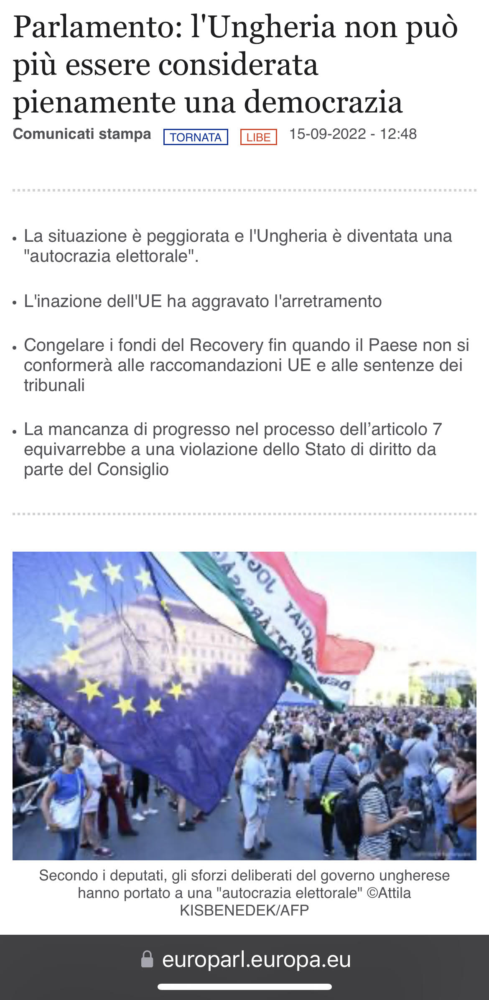 Parlamento: l'Ungheria non può
più essere considerata
pienamente una democrazia
Comunicati stampa TORNATA LIBE 15-09-2022 - 12:48
• La situazione è peggiorata e l'Ungheria è diventata una
"autocrazia elettorale".
• L'inazione dell'UE ha aggravato l'arretramento
• Congelare i fondi del Recovery fin quando il Paese non si
conformerà alle raccomandazioni UE e alle sentenze dei
tribunali
• La mancanza di progresso nel processo dell’articolo 7
equivarrebbe a una violazione dello Stato di diritto da
parte del Consiglio
Secondo i deputati, gli sforzi deliberati del governo ungherese
hanno portato a una "autocrazia elettorale" ©Attila
KISBENEDEK/AFP
europarl.europa.eu